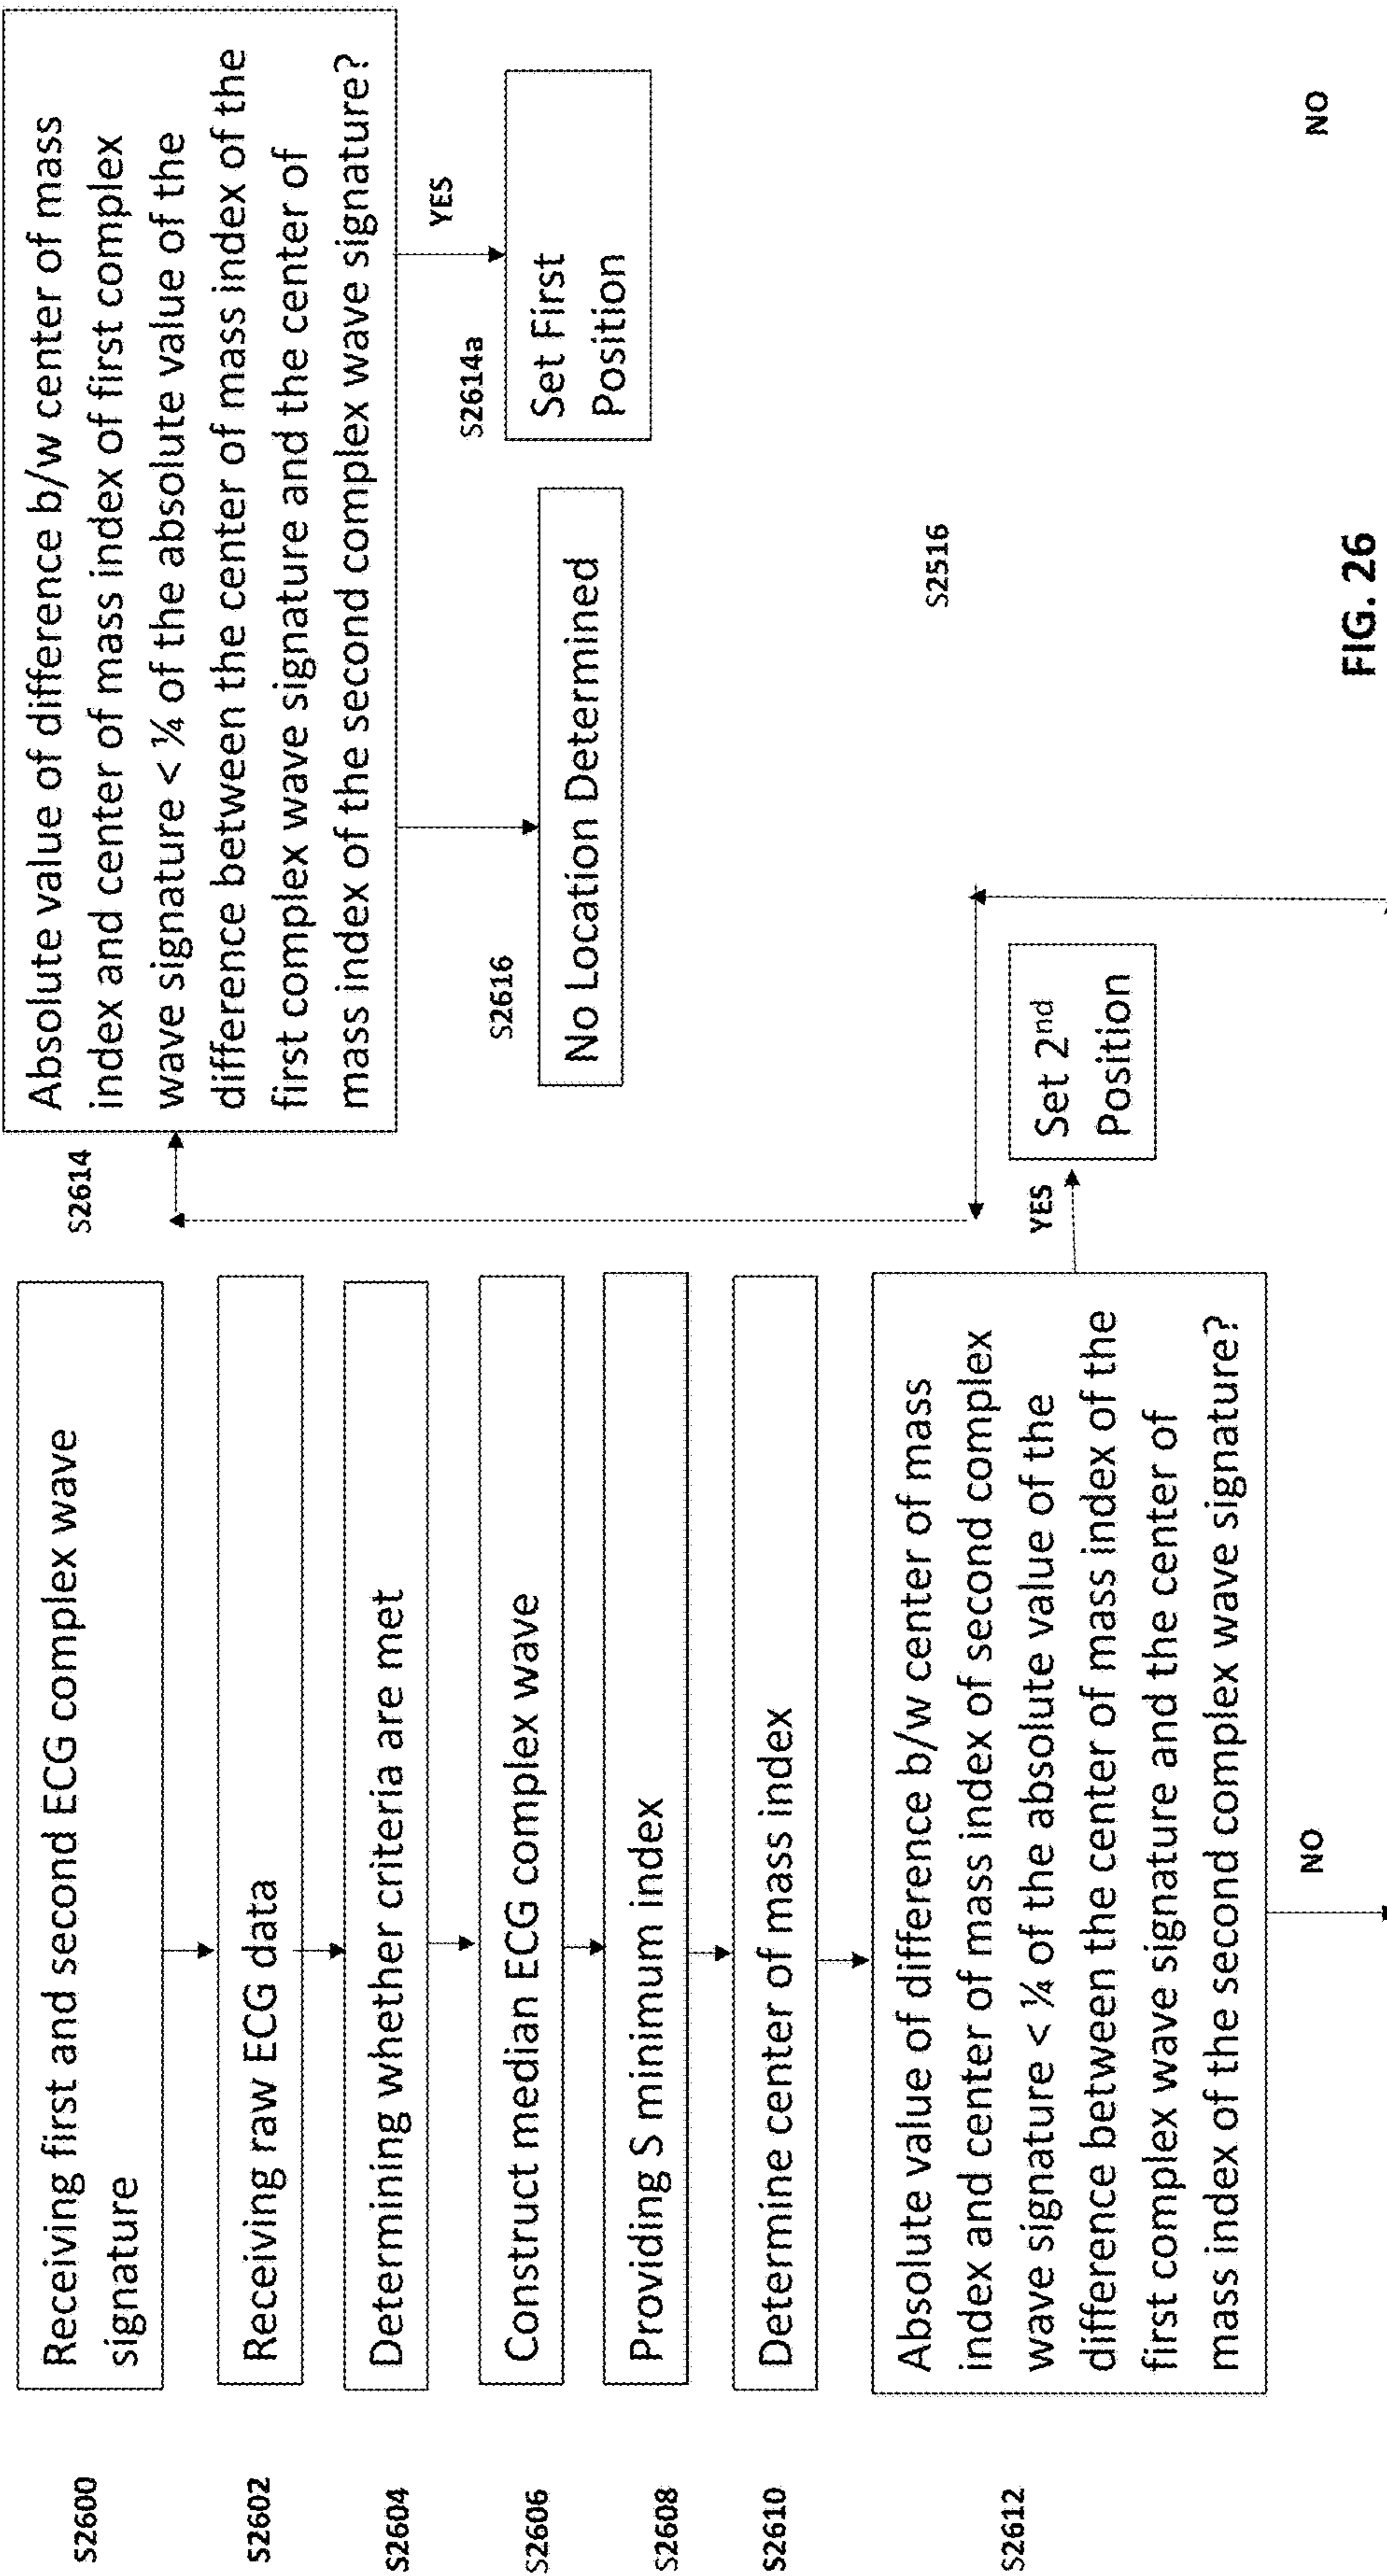 S2600
Receiving first and second ECG complex wave
signature
S2602
Receiving raw ECG data
S2604
Determining whether criteria are met
S2606
Construct median ECG complex wave
S2608
Providing S minimum index
S2610
Determine center of mass index
S2612
Absolute value of difference b/w center of mass
index and center of mass index of second complex
wave signature < ¼ of the absolute value of the
difference between the center of mass index of the
first complex wave signature and the center of
mass index of the second complex wave signature?
NO
YES
Set 2nd
Position
S2614
Absolute value of difference b/w center of mass
index and center of mass index of first complex
wave signature < ¼ of the absolute value of the
difference between the center of mass index of the
first complex wave signature and the center of
mass index of the second complex wave signature?
YES
S2614a
Set First
Position
S2616
No Location Determined
S2516
NO
FIG. 26